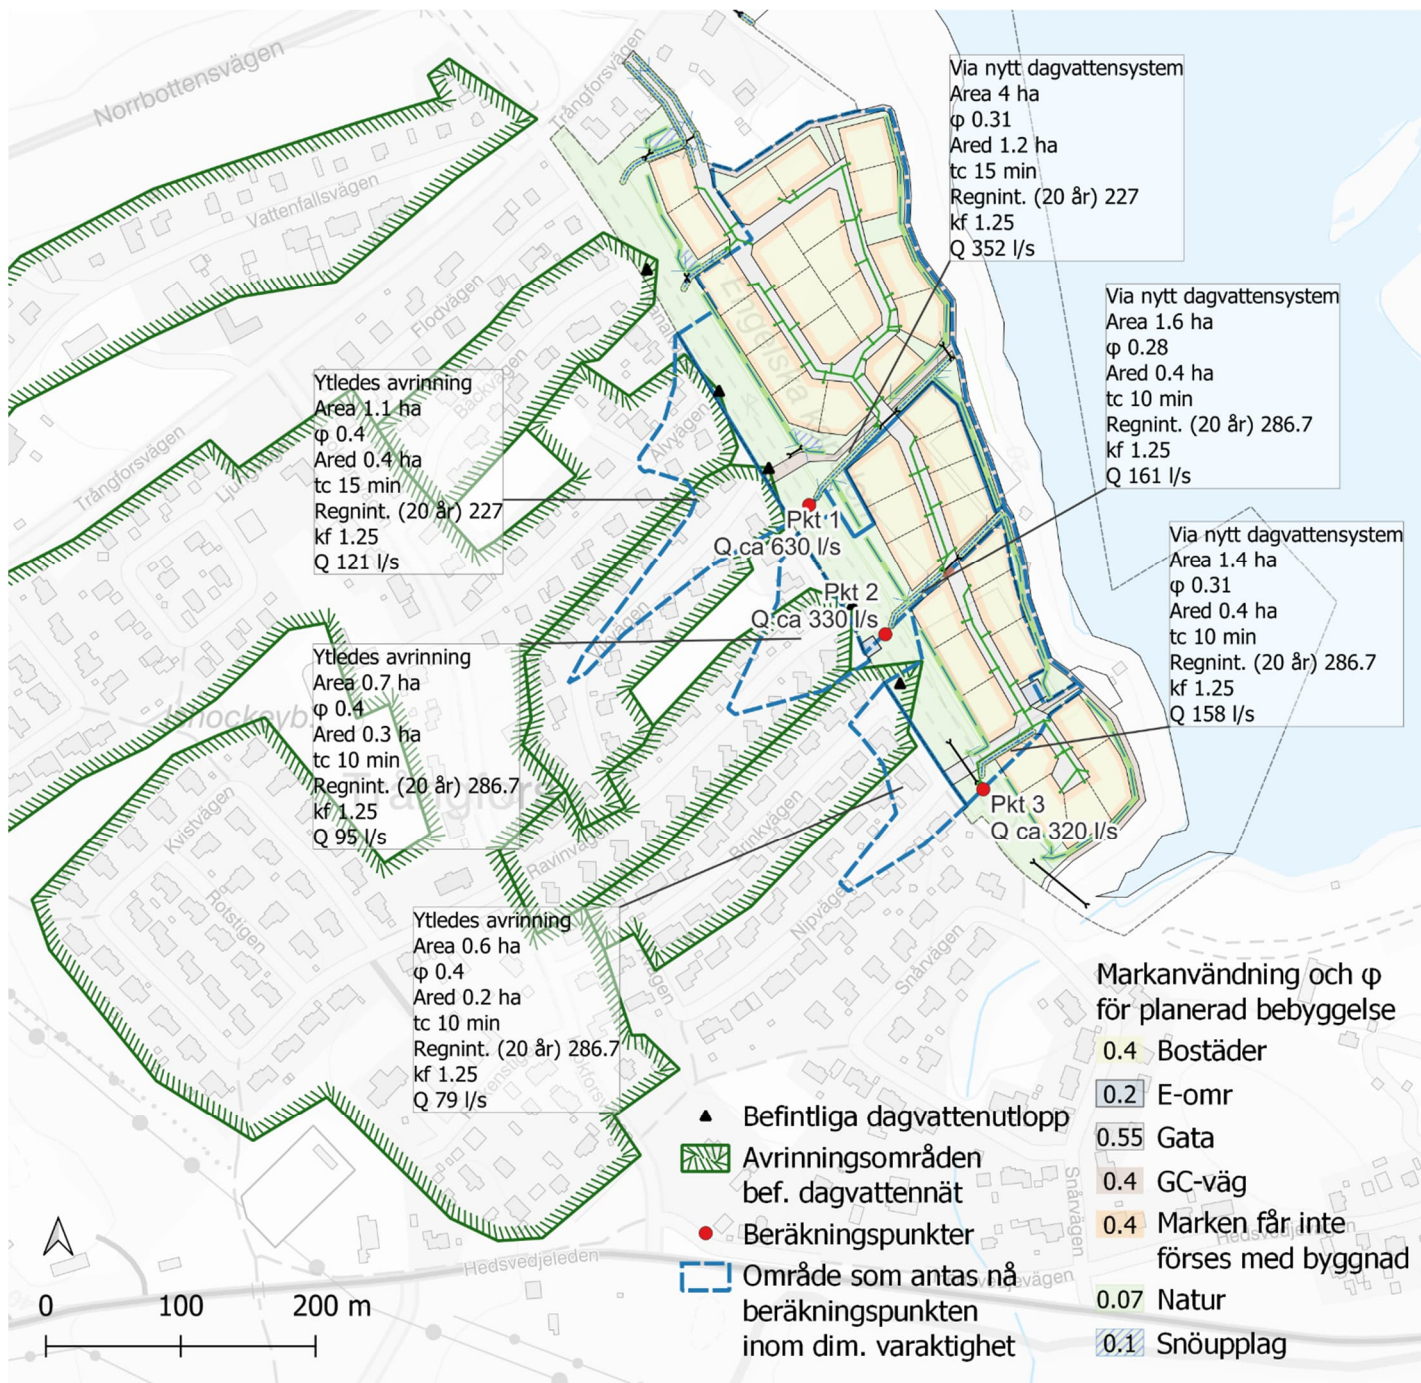 Norrbottensvägen
Trångforsvägen
Vattenfallsvägen
Flodvägen
Bäckvägen
Älvvägen
Trångforsvägen
Via nytt dagvattensystem
Area 4 ha
φ 0.31
Ared 1.2 ha
tc 15 min
Regnint. (20 år) 227
kf 1.25
Q 352 l/s
Via nytt dagvattensystem
Area 1.6 ha
φ 0.28
Ared 0.4 ha
tc 10 min
Regnint. (20 år) 286.7
kf 1.25
Q 161 l/s
Ytledes avrinning
Area 1.1 ha
φ 0.4
Ared 0.4 ha
tc 15 min
Regnint. (20 år) 227
kf 1.25
Q 121 l/s
Pkt 1
Q ca 630 l/s
Via nytt dagvattensystem
Area 1.4 ha
φ 0.31
Ared 0.4 ha
tc 10 min
Regnint. (20 år) 286.7
kf 1.25
Q 158 l/s
Pkt 2
Q ca 330 l/s
Ytledes avrinning
Area 0.7 ha
φ 0.4
Ared 0.3 ha
tc 10 min
Regnint. (20 år) 286.7
kf 1.25
Q 95 l/s
Trångfors
Pkt 3
Q ca 320 l/s
Kvistvägen
Rotstigen
Ravinvägen
Brinkvägen
Nipvägen
Snårvägen
Ytledes avrinning
Area 0.6 ha
φ 0.4
Ared 0.2 ha
tc 10 min
Regnint. (20 år) 286.7
kf 1.25
Q 79 l/s
Snårvägen
Hedsvedjeleden
0 100 200 m
Befintliga dagvattenutlopp
Avrinningsområden
bef. dagvattennät
Beräkningspunkter
Område som antas nå
beräkningspunkten
inom dim. varaktighet
Markanvändning och φ
för planerad bebyggelse
0.4 Bostäder
0.2 E-omr
0.55 Gata
0.4 GC-väg
0.4 Marken får inte
förses med byggnad
0.07 Natur
0.1 Snöupplag